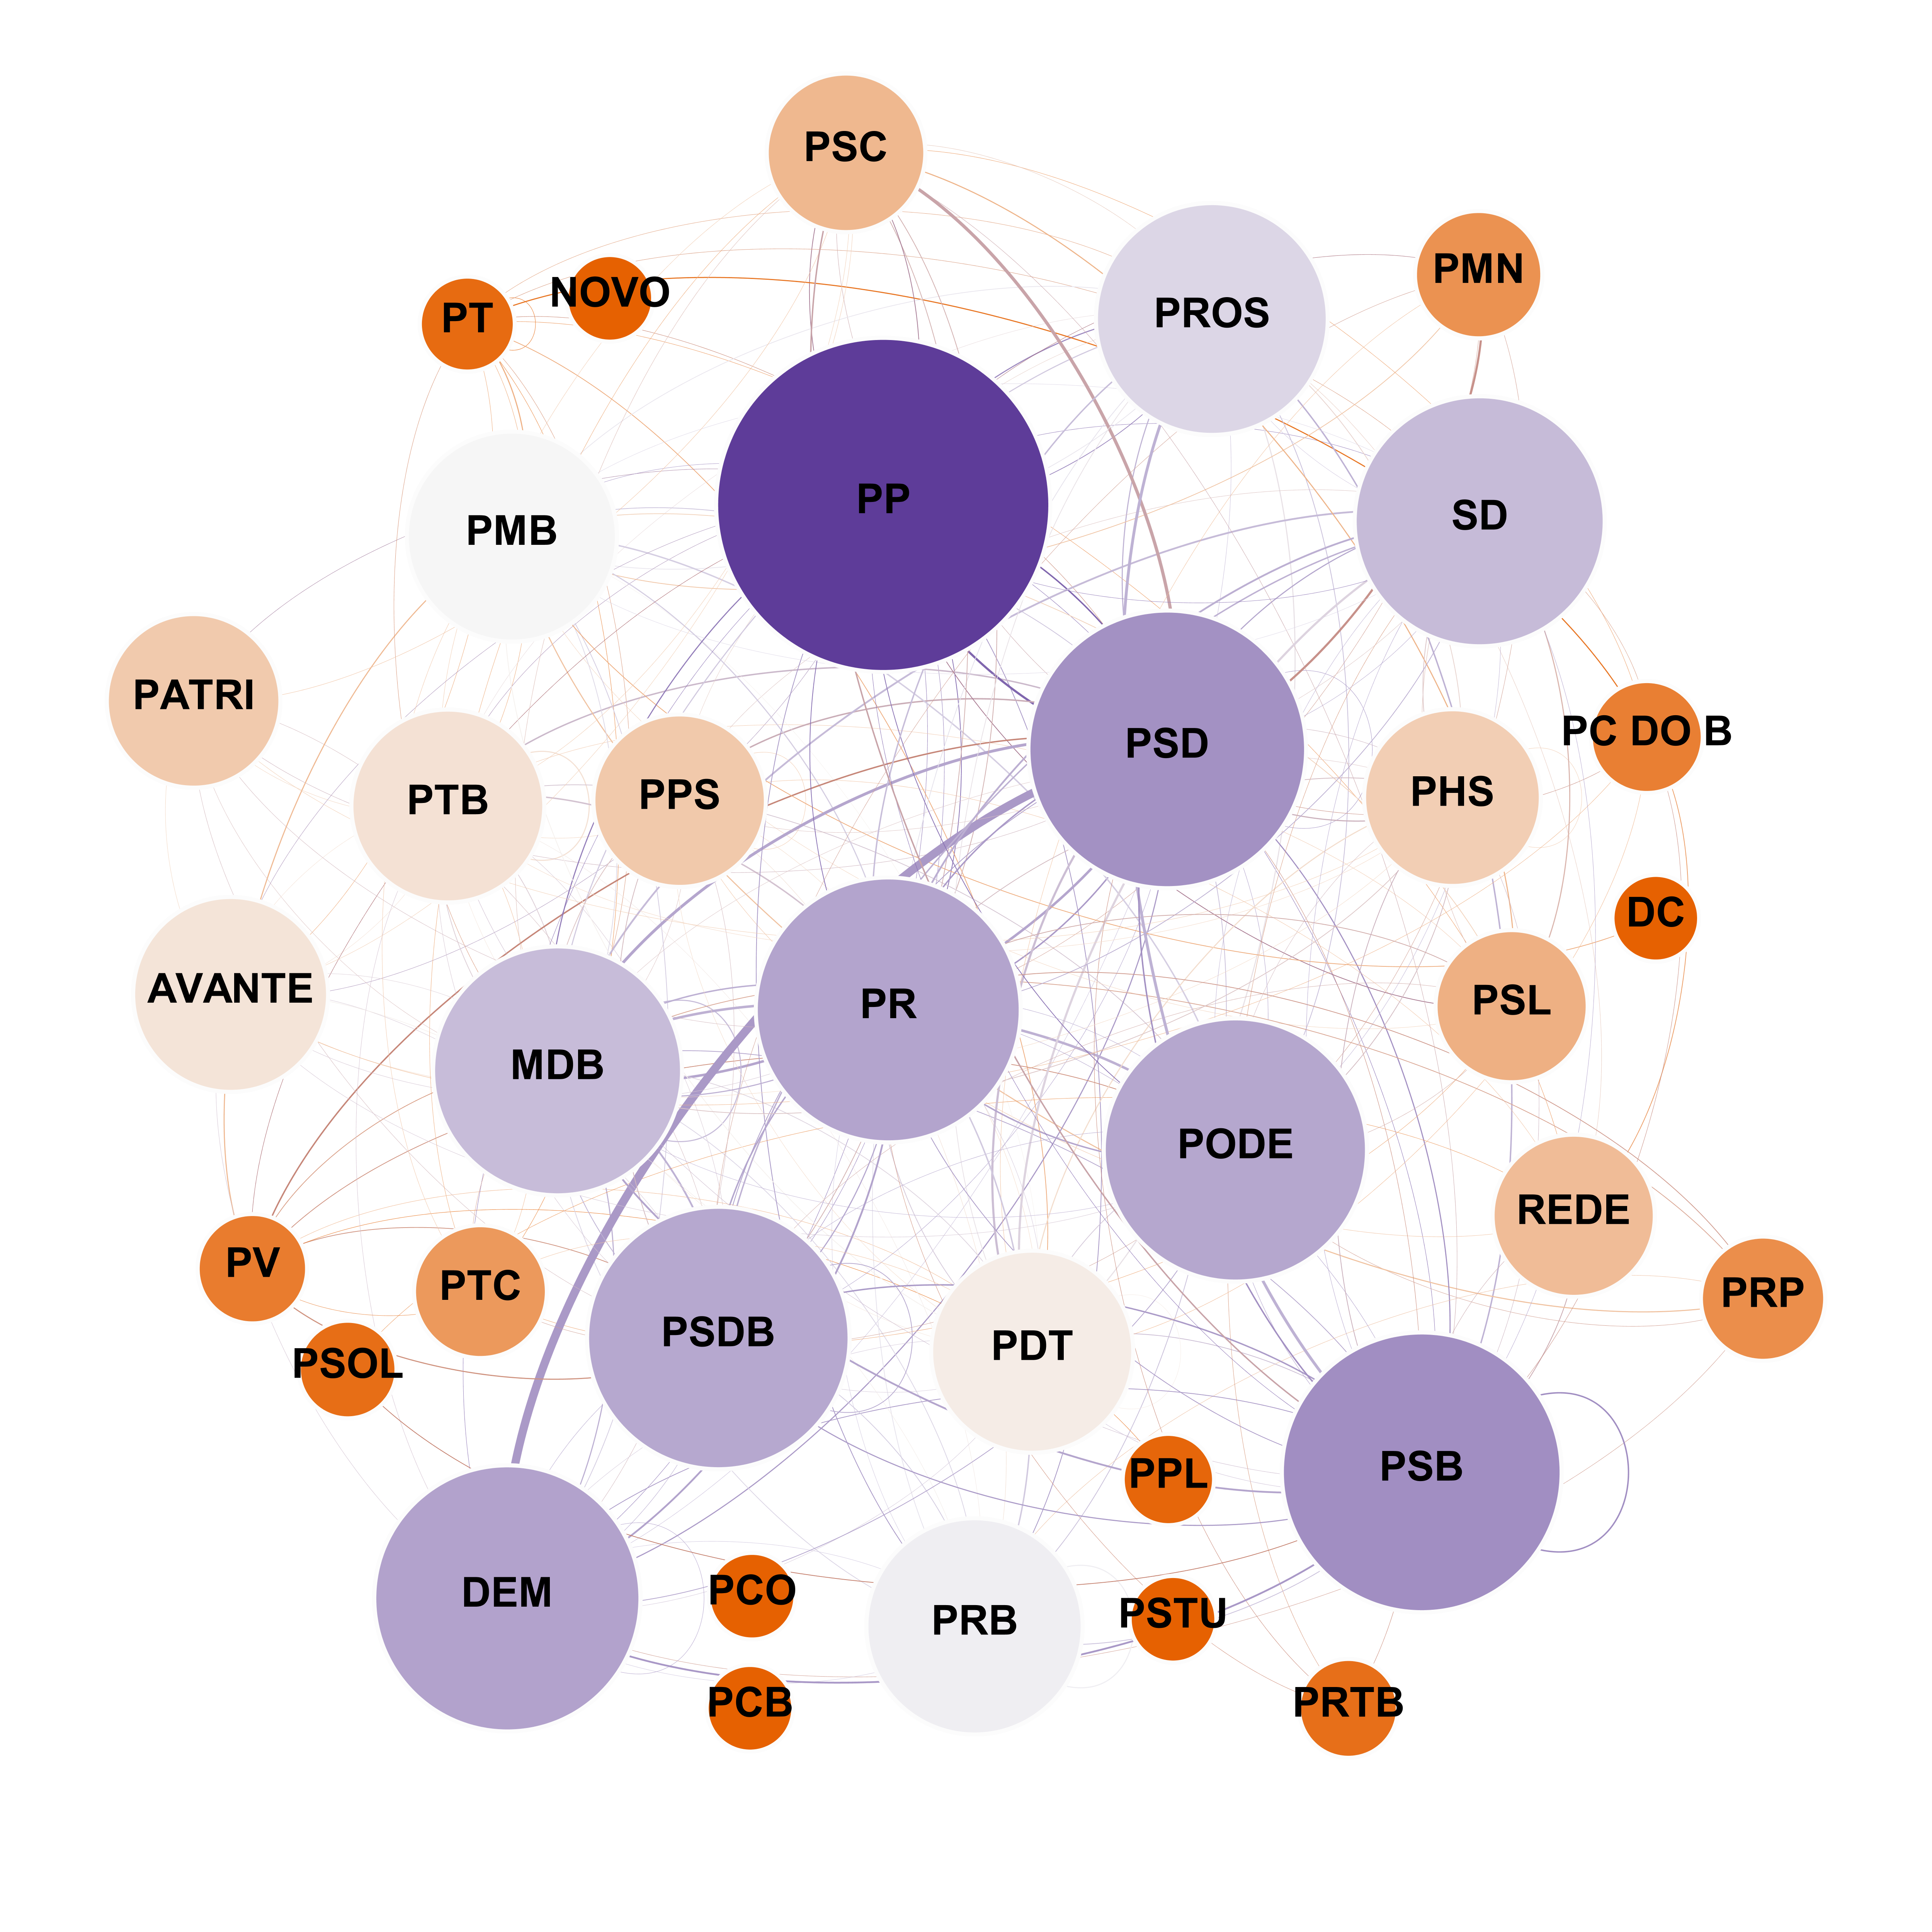 PSC
PMN
NOVO
PROS
PT
PP
SD
PMB
PATRI
PC DO B
PSD
PHS
PPS
PTB
DC
AVANTE
PSL
PR
MDB
PODE
REDE
PV
PTC
PRP
PSDB
PDT
PSOL
PSB
PPL
DEM
PCO
PSTU
PRB
PCB
PRTB